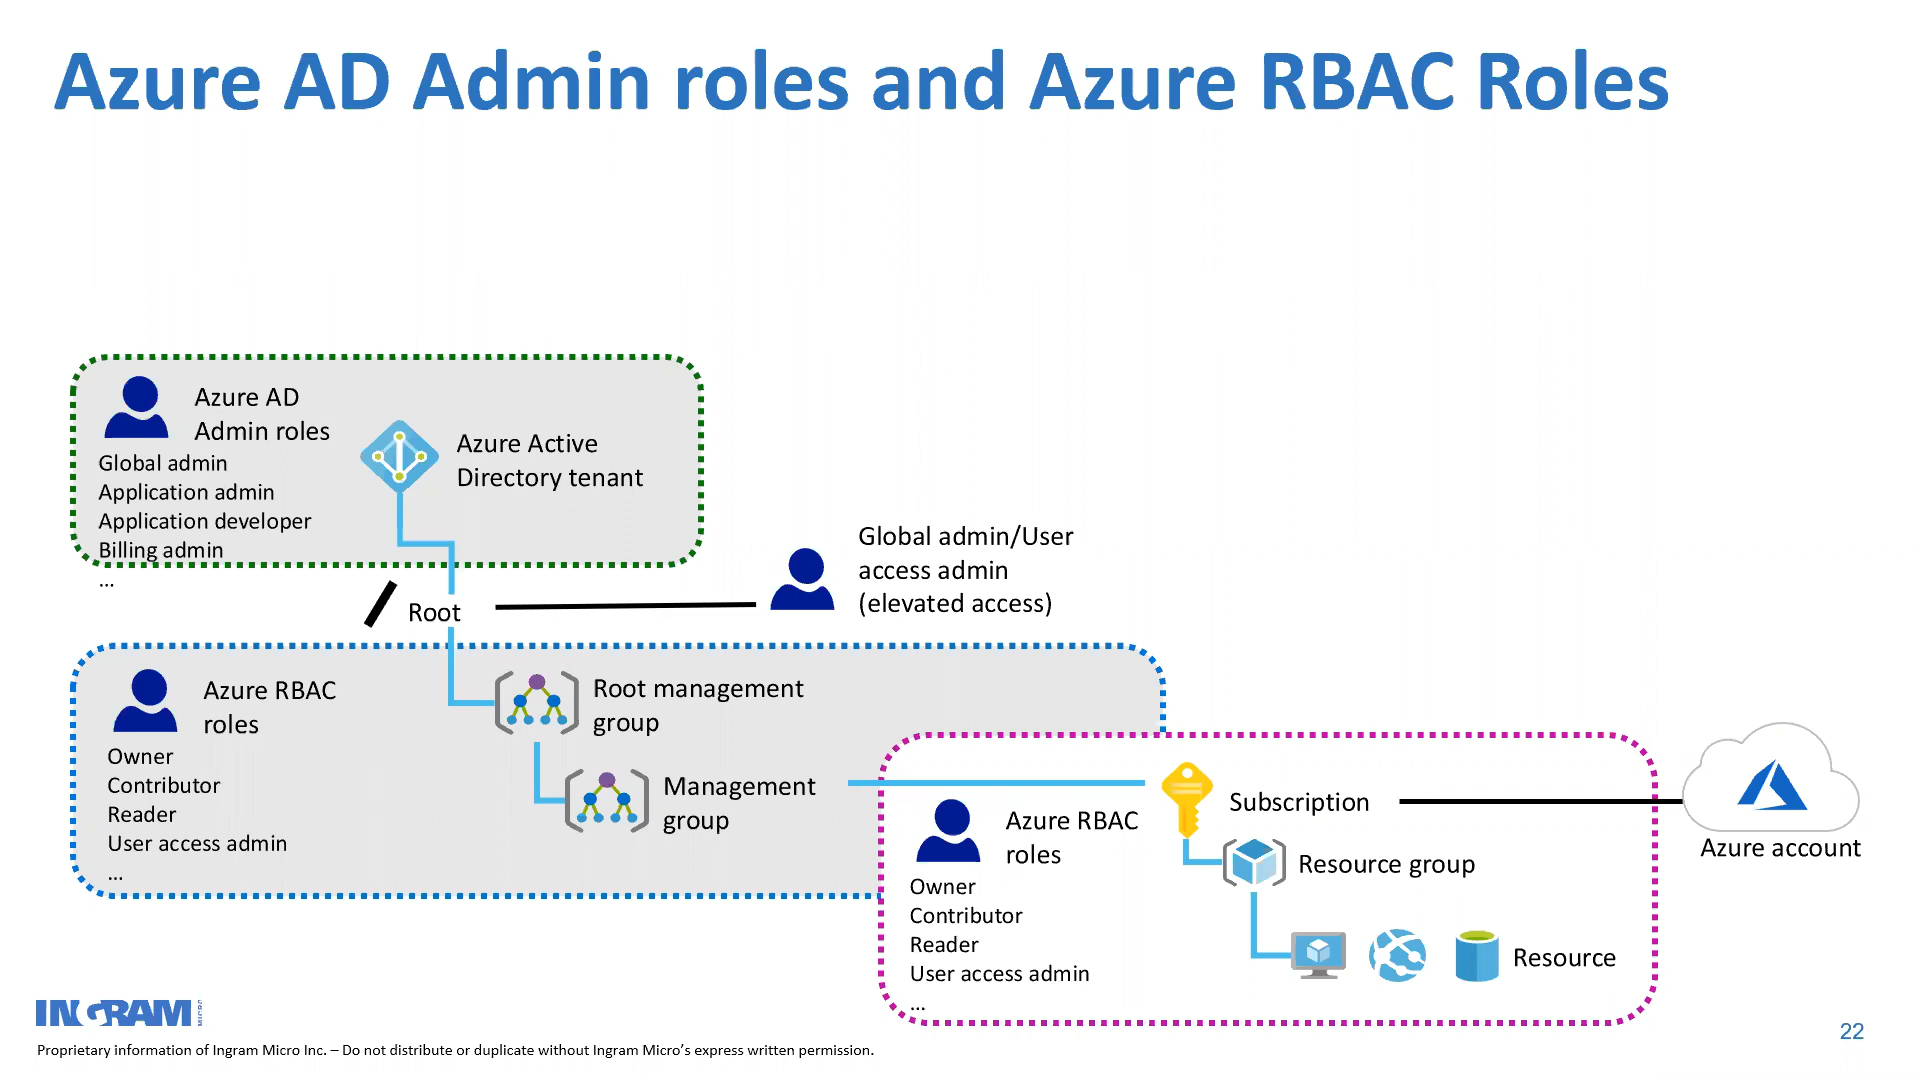 Azure AD Admin roles and Azure RBAC Roles
Azure AD
Admin roles
Global admin
Application admin
Application developer
Billing admin
...
Azure Active
Directory tenant
Root
Global admin/User
access admin
(elevated access)
Azure RBAC
roles
Owner
Contributor
Reader
User access admin
...
Root management
group
Management
group
Azure RBAC
roles
Owner
Contributor
Reader
User access admin
...
Subscription
Resource group
Resource
Azure account
INGRAM MICRO
Proprietary information of Ingram Micro Inc. – Do not distribute or duplicate without Ingram Micro’s express written permission.
22